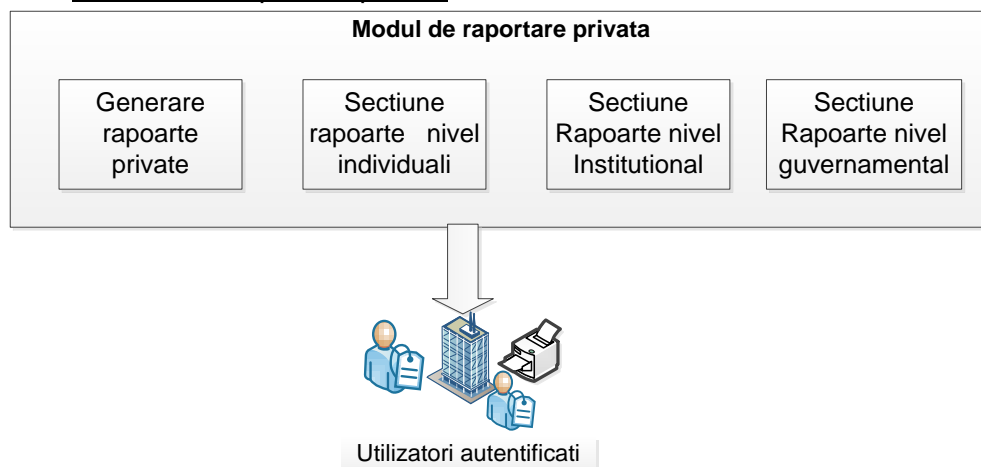 Modul de raportare privata
Generare
rapoarte
private
Sectiune
rapoarte nivel
individuali
Sectiune
Rapoarte nivel
Institutional
Sectiune
Rapoarte nivel
guvernamental
Utilizatori autentificati